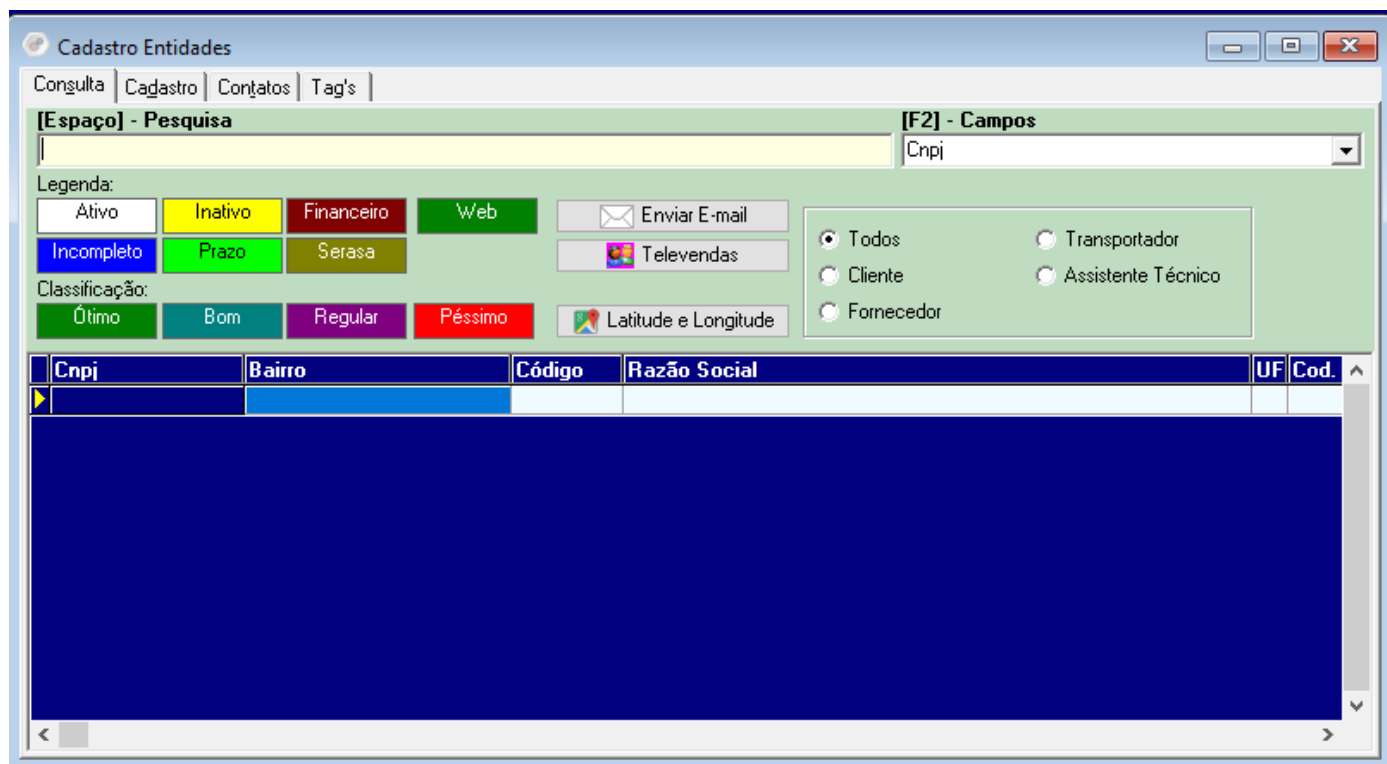 Cadastro Entidades
Consulta Cadastro Contatos Tag's
[Espaço] - Pesquisa [F2] - Campos
Cnpj
Legenda:
Ativo Inativo Financeiro Web Enviar E-mail
Todos Transportador
Incompleto Prazo Serasa Televendas
Cliente Assistente Técnico
Classificação:
Fornecedor
Ótimo Bom Regular Péssimo Latitude e Longitude
Cnpj Bairro Código Razão Social UF Cod.